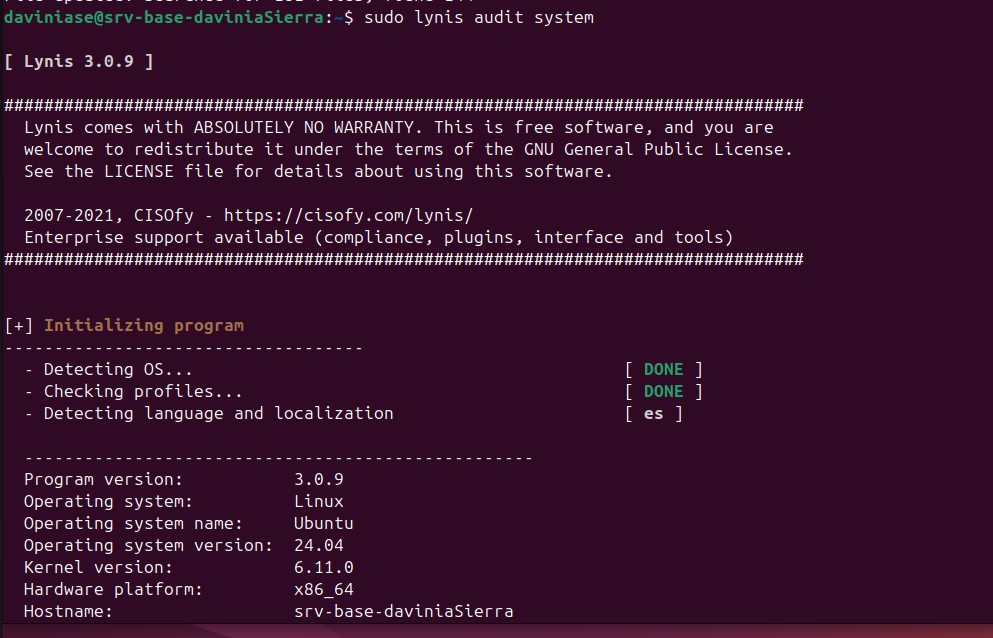 daviniase@srv-base-daviniaSierra:~$ sudo lynis audit system
[ Lynis 3.0.9 ]
################################################################################
Lynis comes with ABSOLUTELY NO WARRANTY. This is free software, and you are
welcome to redistribute it under the terms of the GNU General Public License.
See the LICENSE file for details about using this software.
2007-2021, CISOfy - https://cisofy.com/lynis/
Enterprise support available (compliance, plugins, interface and tools)
################################################################################
[+] Initializing program
------------------------------------
- Detecting OS... [ DONE ]
- Checking profiles... [ DONE ]
- Detecting language and localization [ es ]
---------------------------------------------------
Program version: 3.0.9
Operating system: Linux
Operating system name: Ubuntu
Operating system version: 24.04
Kernel version: 6.11.0
Hardware platform: x86_64
Hostname: srv-base-daviniaSierra